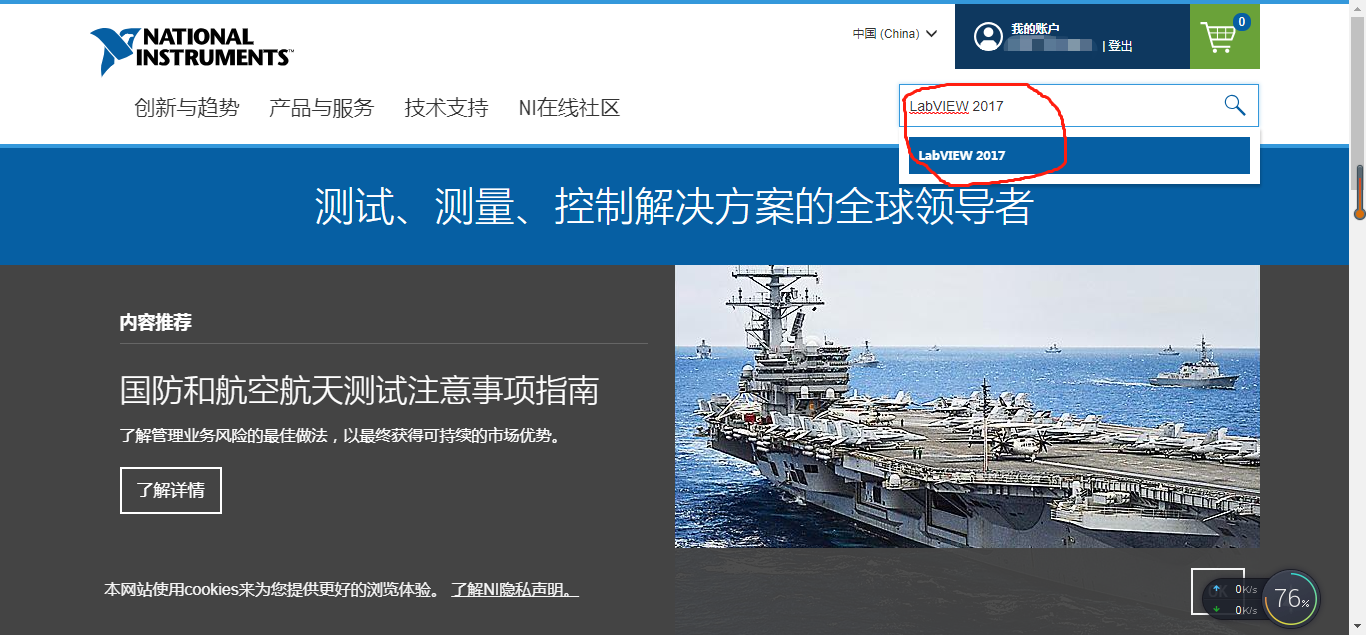 NATIONAL
INSTRUMENTS™
中国 (China)
我的账户
| 登出
0
创新与趋势 产品与服务 技术支持 NI在线社区
LabVIEW 2017
LabVIEW 2017
测试、测量、控制解决方案的全球领导者
内容推荐
国防和航空航天测试注意事项指南
了解管理业务风险的最佳做法，以最终获得可持续的市场优势。
了解详情
本网站使用cookies来为您提供更好的浏览体验。 了解NI隐私声明。
0K/s
0K/s
76%